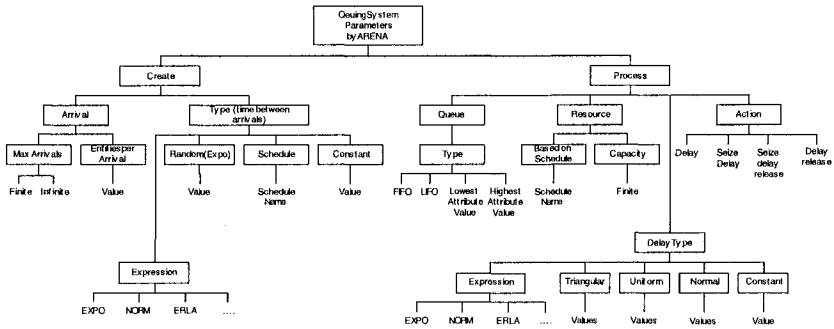 QeuingSystem
Parameters
by ARENA
Create
Process
Arrival
Type (time between
arrivals)
Queue
Resource
Action
Max Arrivals
Entitiesper
Arrival
Random(Expo)
Schedule
Constant
Type
Based on
Schedule
Capacity
Delay
Seize
Delay
Seize
delay
release
Delay
release
Finite
Infinite
Value
Value
Schedule
Name
Value
FIFO
LIFO
Lowest
Attribute
Value
Highest
Attribute
Value
Schedule
Name
Finite
Delay Type
Expression
Expression
Triangular
Uniform
Normal
Constant
EXPO
NORM
ERLA
....
EXPO
NORM
ERLA
....
Values
Values
Values
Value